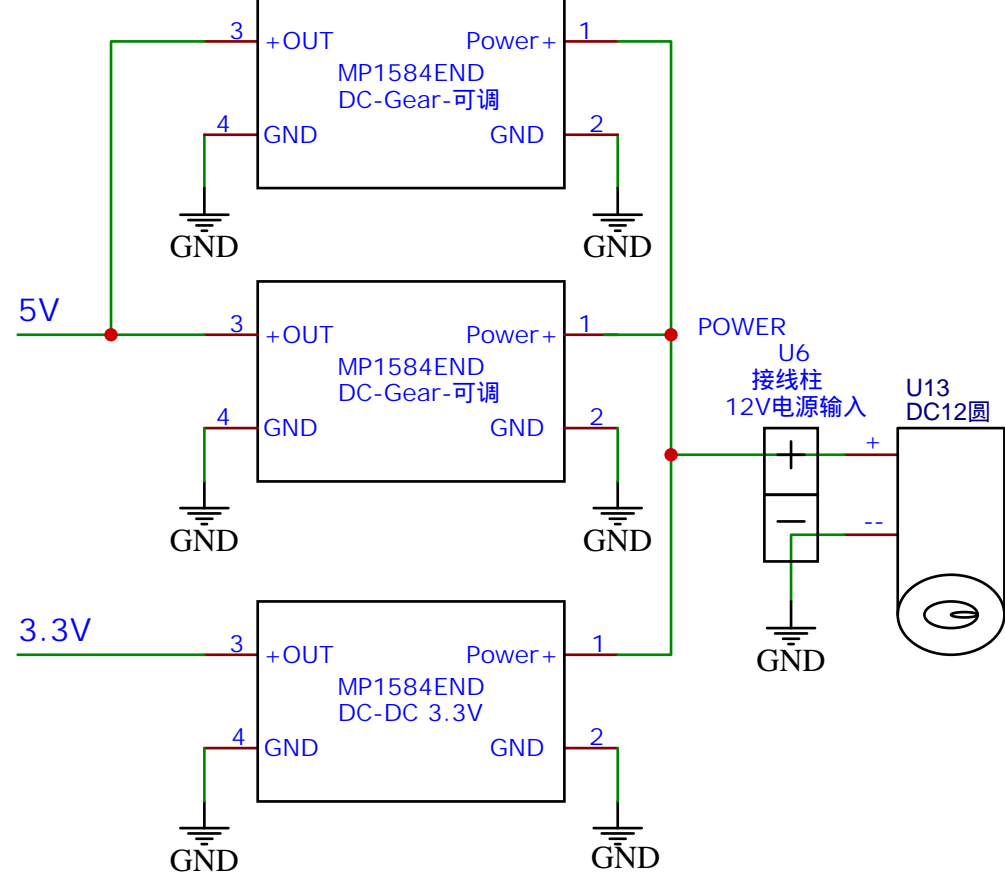 3
+OUT
Power+
1
MP1584END
DC-Gear-可调
4
GND
GND
2
GND
GND
5V
3
+OUT
Power+
1
POWER
MP1584END
DC-Gear-可调
U6
接线柱
12V电源输入
U13
DC12圆
4
GND
GND
2
+
--
GND
GND
3.3V
3
+OUT
Power+
1
GND
MP1584END
DC-DC 3.3V
4
GND
GND
2
GND
GND